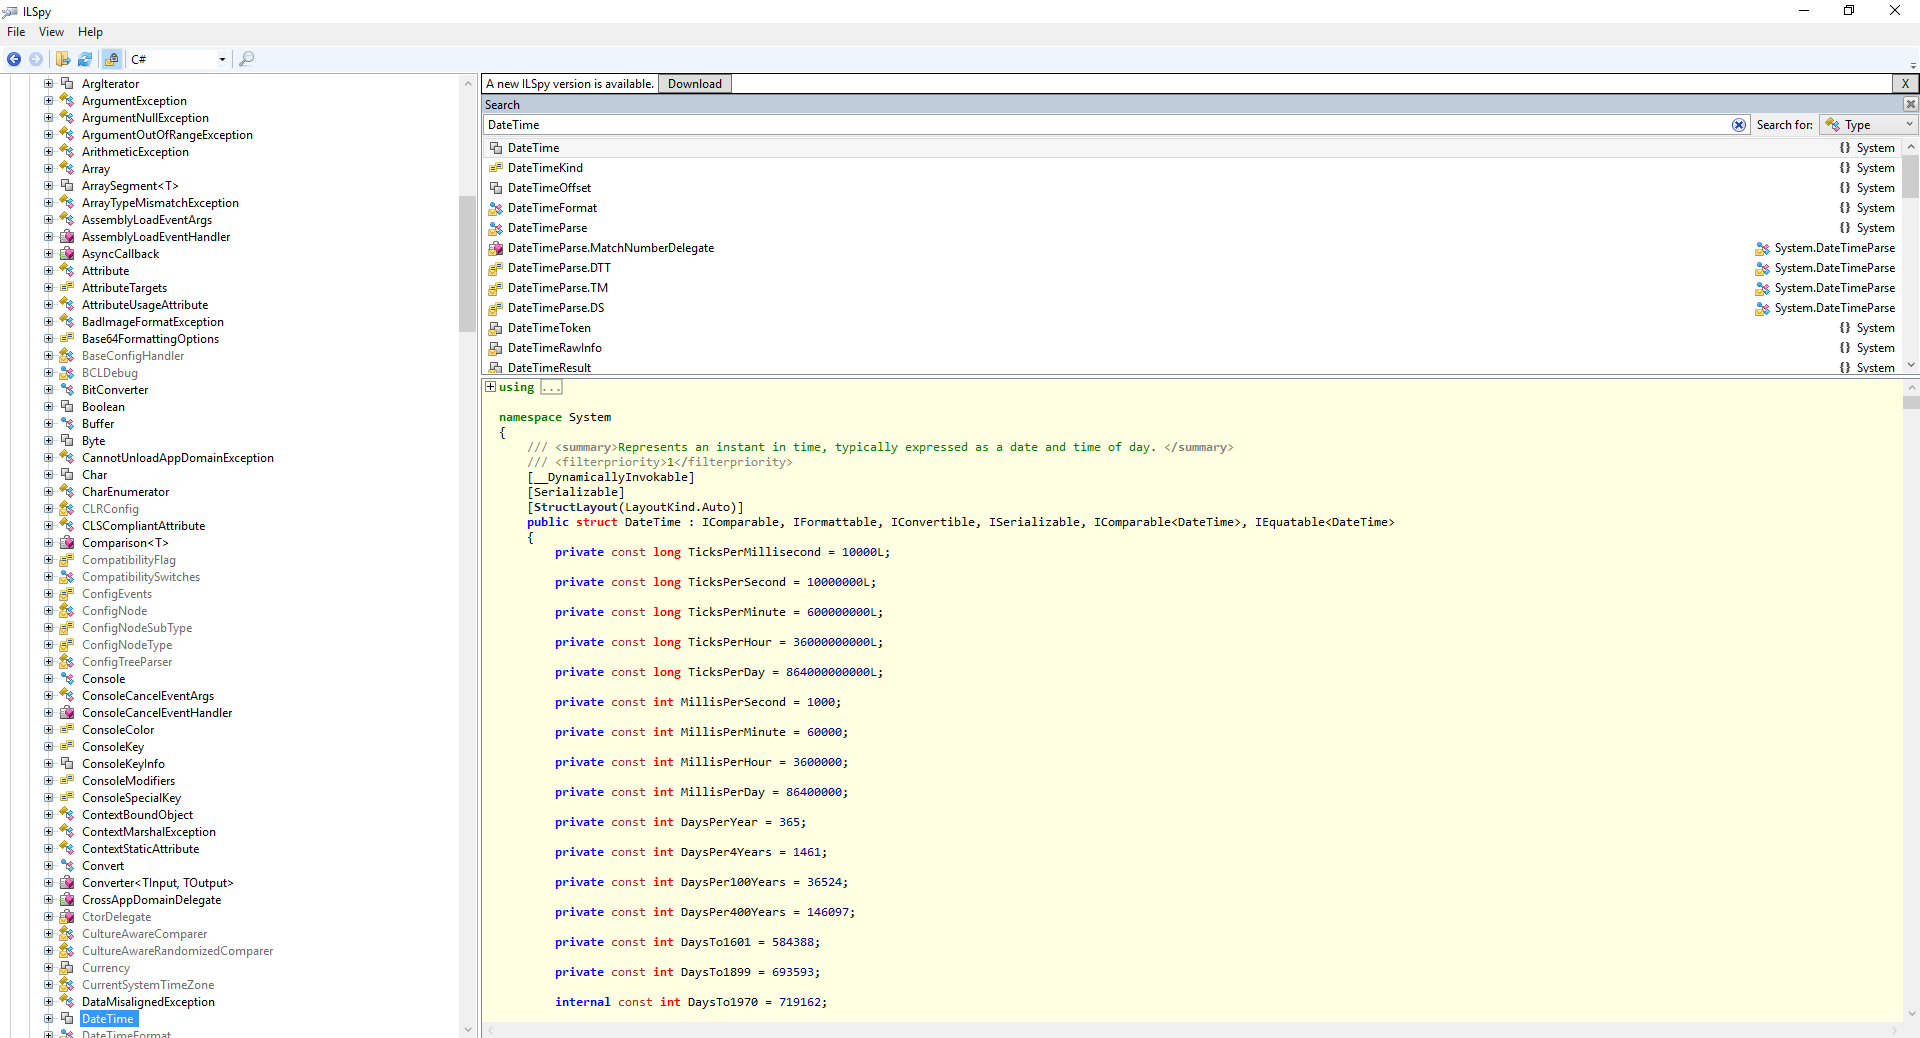 ILSpy
File View Help
C#
ArgIterator
ArgumentException
ArgumentNullException
ArgumentOutOfRangeException
ArithmeticException
Array
ArraySegment<T>
ArrayTypeMismatchException
AssemblyLoadEventArgs
AssemblyLoadEventHandler
AsyncCallback
Attribute
AttributeTargets
AttributeUsageAttribute
BadImageFormatException
Base64FormattingOptions
BaseConfigHandler
BCLDebug
BitConverter
Boolean
Buffer
Byte
CannotUnloadAppDomainException
Char
CharEnumerator
CLRConfig
CLSCompliantAttribute
Comparison<T>
CompatibilityFlag
CompatibilitySwitches
ConfigEvents
ConfigNode
ConfigNodeSubType
ConfigNodeType
ConfigTreeParser
Console
ConsoleCancelEventArgs
ConsoleCancelEventHandler
ConsoleColor
ConsoleKey
ConsoleKeyInfo
ConsoleModifiers
ConsoleSpecialKey
ContextBoundObject
ContextMarshalException
ContextStaticAttribute
Convert
Converter<TInput, TOutput>
CrossAppDomainDelegate
CtorDelegate
CultureAwareComparer
CultureAwareRandomizedComparer
Currency
CurrentSystemTimeZone
DataMisalignedException
DateTime
DateTimeFormat
A new ILSpy version is available. Download X
Search
DateTime Search for: Type
DateTime {} System
DateTimeKind {} System
DateTimeOffset {} System
DateTimeFormat {} System
DateTimeParse {} System
DateTimeParse.MatchNumberDelegate System.DateTimeParse
DateTimeParse.DTT System.DateTimeParse
DateTimeParse.TM System.DateTimeParse
DateTimeParse.DS System.DateTimeParse
DateTimeToken {} System
DateTimeRawInfo {} System
DateTimeResult {} System
using ...
namespace System
{
/// <summary>Represents an instant in time, typically expressed as a date and time of day. </summary>
/// <filterpriority>1</filterpriority>
[__DynamicallyInvokable]
[Serializable]
[StructLayout(LayoutKind.Auto)]
public struct DateTime : IComparable, IFormattable, IConvertible, ISerializable, IComparable<DateTime>, IEquatable<DateTime>
{
private const long TicksPerMillisecond = 10000L;
private const long TicksPerSecond = 10000000L;
private const long TicksPerMinute = 600000000L;
private const long TicksPerHour = 36000000000L;
private const long TicksPerDay = 864000000000L;
private const int MillisPerSecond = 1000;
private const int MillisPerMinute = 60000;
private const int MillisPerHour = 3600000;
private const int MillisPerDay = 86400000;
private const int DaysPerYear = 365;
private const int DaysPer4Years = 1461;
private const int DaysPer100Years = 36524;
private const int DaysPer400Years = 146097;
private const int DaysTo1601 = 584388;
private const int DaysTo1899 = 693593;
internal const int DaysTo1970 = 719162;